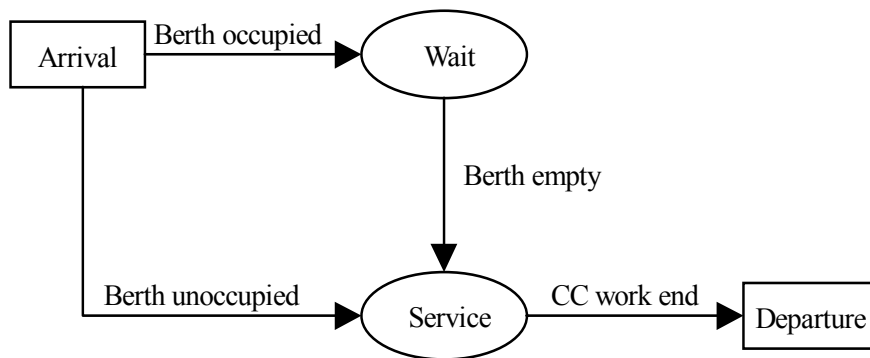 Arrival
Berth occupied
Wait
Berth empty
Berth unoccupied
Service
CC work end
Departure